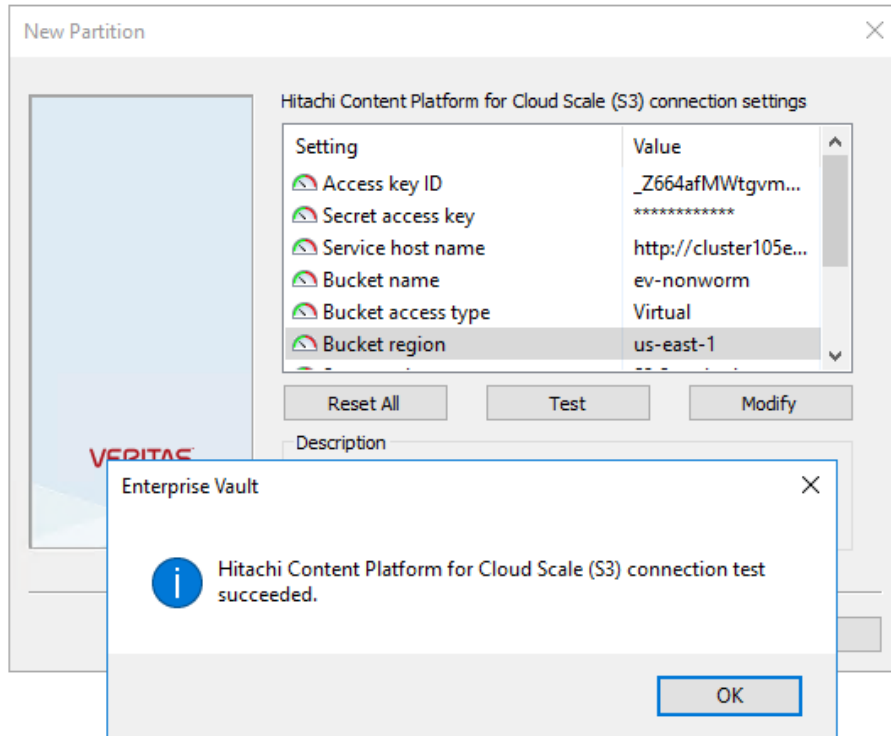 New Partition
Hitachi Content Platform for Cloud Scale (S3) connection settings
Setting Value
Access key ID _Z664afMWtgvm...
Secret access key ************
Service host name http://cluster105e...
Bucket name ev-nonworm
Bucket access type Virtual
Bucket region us-east-1
Reset All Test Modify
Description
VERITAS
Enterprise Vault
Hitachi Content Platform for Cloud Scale (S3) connection test
succeeded.
OK